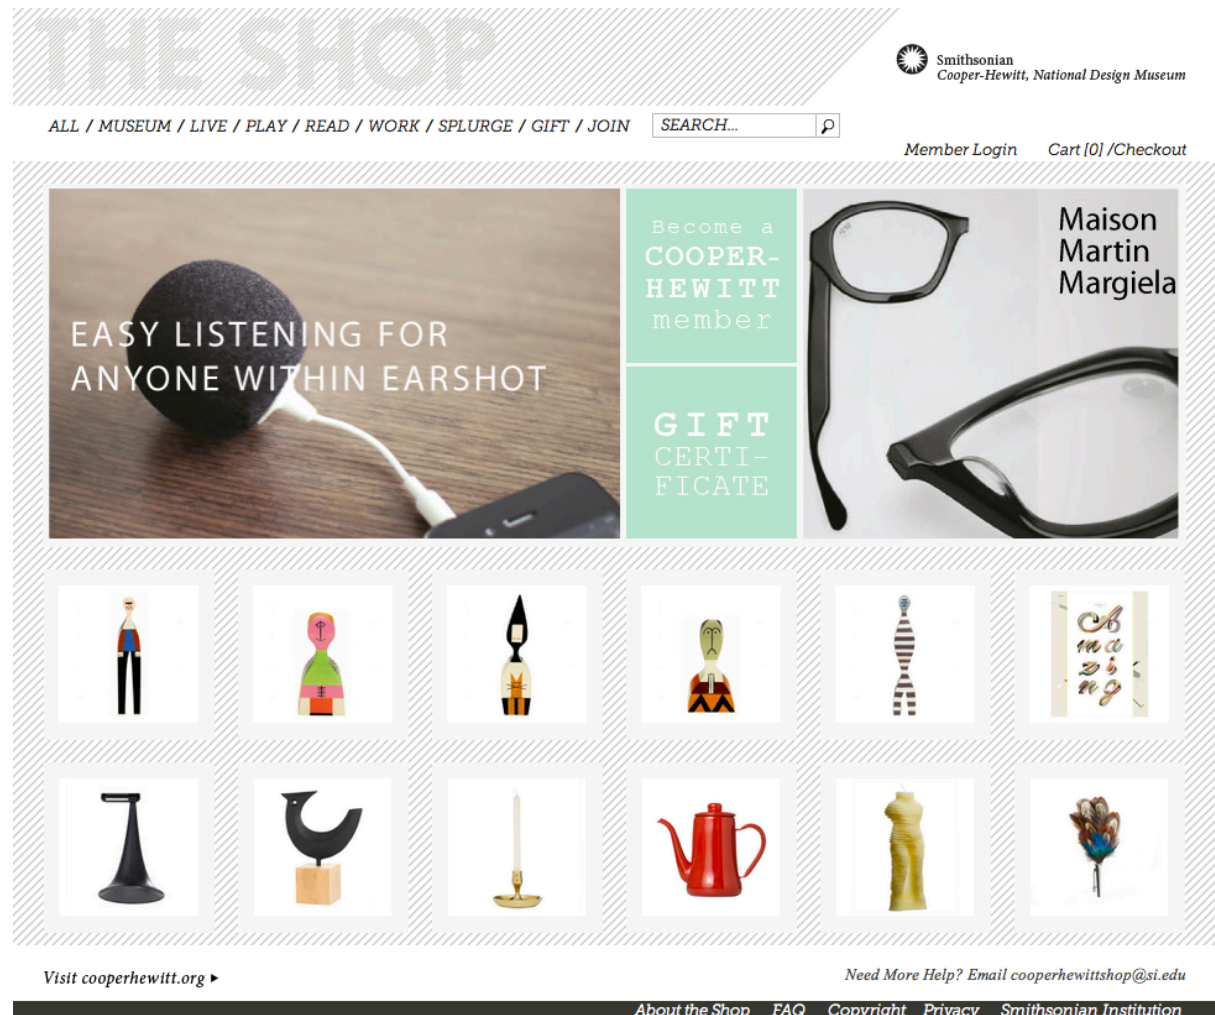 THE SHOP
Smithsonian
Cooper-Hewitt, National Design Museum
ALL / MUSEUM / LIVE / PLAY / READ / WORK / SPLURGE / GIFT / JOIN
SEARCH...
Member Login
Cart [0] /Checkout
EASY LISTENING FOR
ANYONE WITHIN EARSHOT
Become a
COOPER-
HEWITT
member
GIFT
CERTI-
FICATE
Maison
Martin
Margiela
A
ma
zi
ng
Visit cooperhewitt.org
Need More Help? Email cooperhewittshop@si.edu
About the Shop FAQ Copyright Privacy Smithsonian Institution